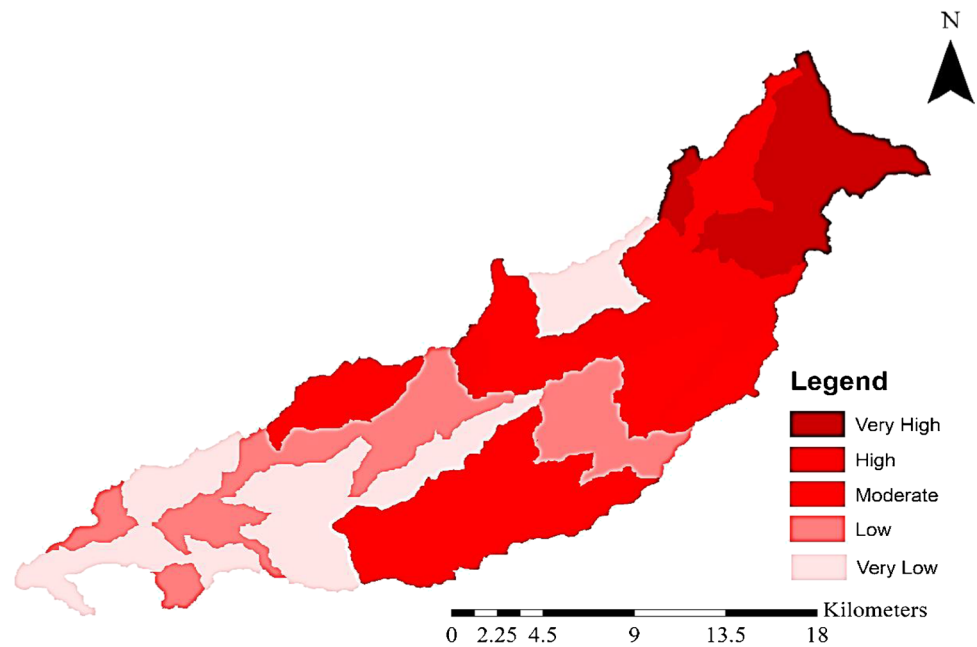 N
Legend
Very High
High
Moderate
Low
Very Low
Kilometers
0 2.25 4.5 9 13.5 18